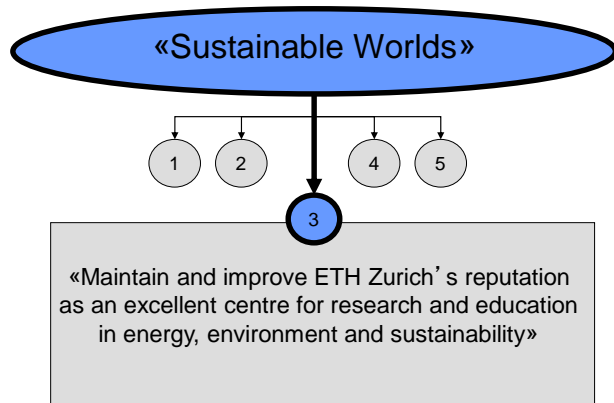 «Sustainable Worlds»
1 2 4 5
3
«Maintain and improve ETH Zurich’s reputation
as an excellent centre for research and education
in energy, environment and sustainability»